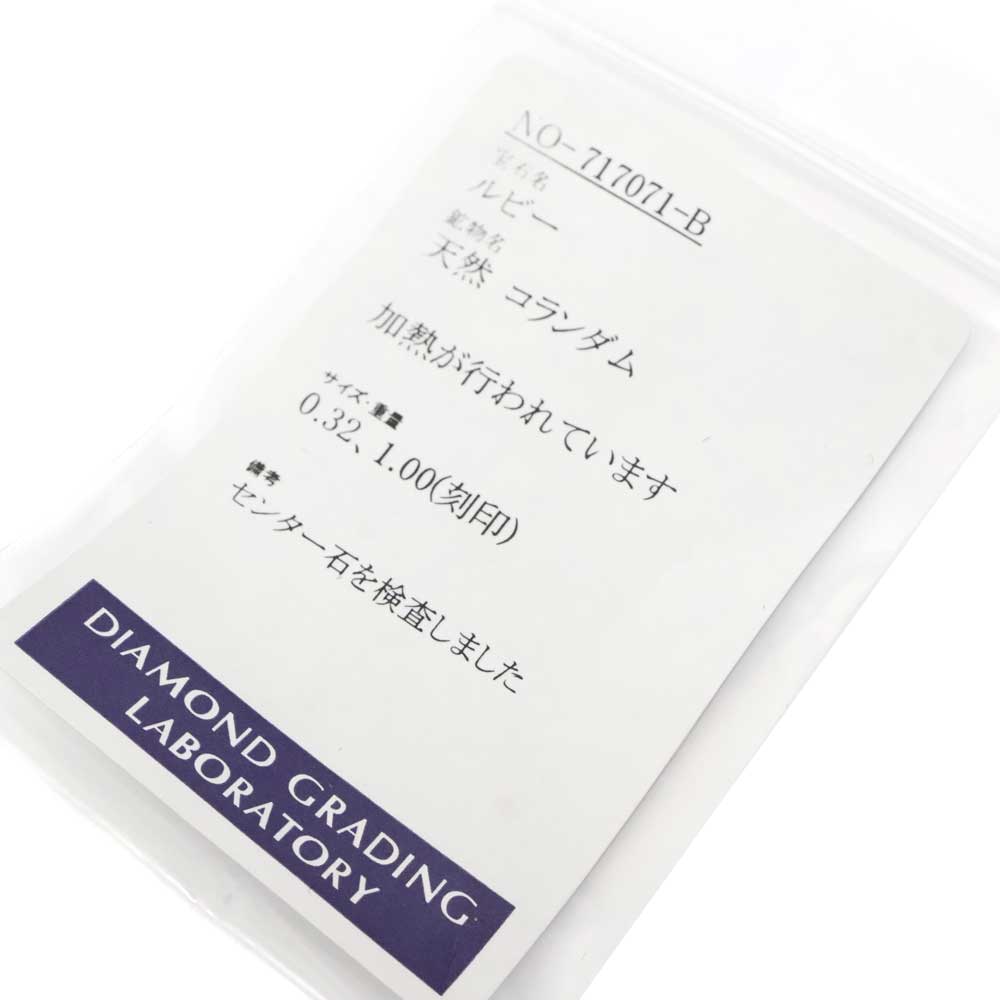 NO-717071-B
宝石名
ルビー
鉱物名
天然 コランダム
加熱が行われています
サイズ・重量
0.32、1.00(刻印)
備考
センター石を検査しました
DIAMOND GRADING
LABORATORY